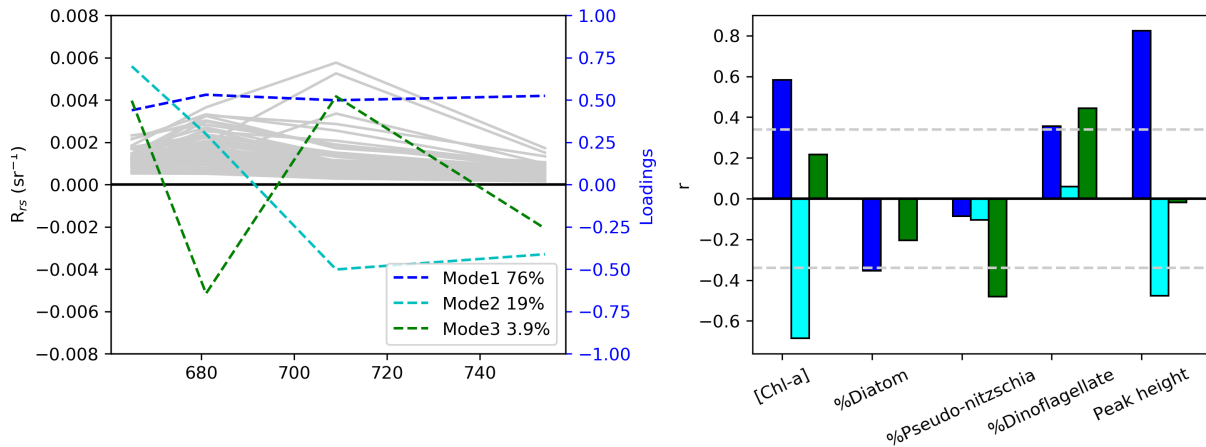 0.008
0.006
0.004
0.002
0.000
−0.002
−0.004
−0.006
−0.008
R_rs (sr⁻¹)
680
700
720
740
1.00
0.75
0.50
0.25
0.00
−0.25
−0.50
−0.75
−1.00
Loadings
Mode1 76%
Mode2 19%
Mode3 3.9%
0.8
0.6
0.4
0.2
0.0
−0.2
−0.4
−0.6
r
[Chl-a]
%Diatom
%Pseudo-nitzschia
%Dinoflagellate
Peak height